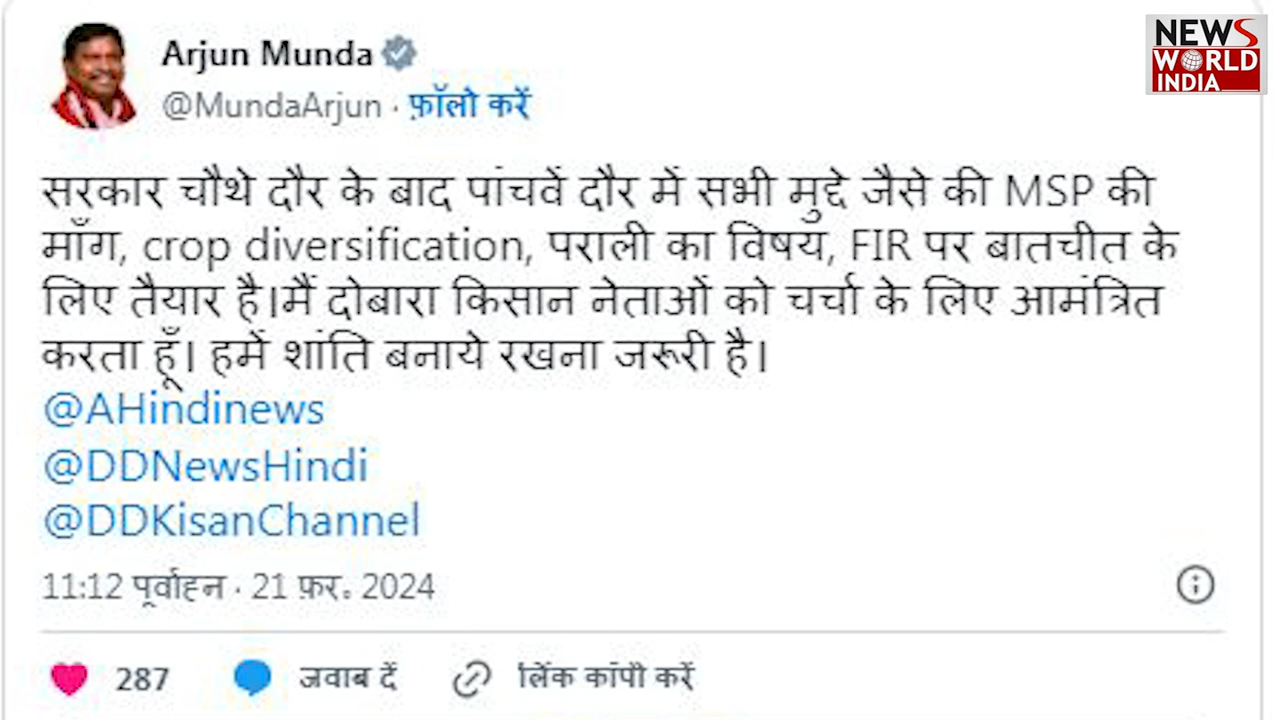 Arjun Munda
@MundaArjun · फ़ॉलो करें
NEWS
WORLD
INDIA
सरकार चौथे दौर के बाद पांचवें दौर में सभी मुद्दे जैसे की MSP की
माँग, crop diversification, पराली का विषय, FIR पर बातचीत के
लिए तैयार है।मैं दोबारा किसान नेताओं को चर्चा के लिए आमंत्रित
करता हूँ। हमें शांति बनाये रखना जरूरी है।
@AHindinews
@DDNewsHindi
@DDKisanChannel
11:12 पूर्वाह्न · 21 फ़र॰ 2024
287 जवाब दें लिंक कॉपी करें